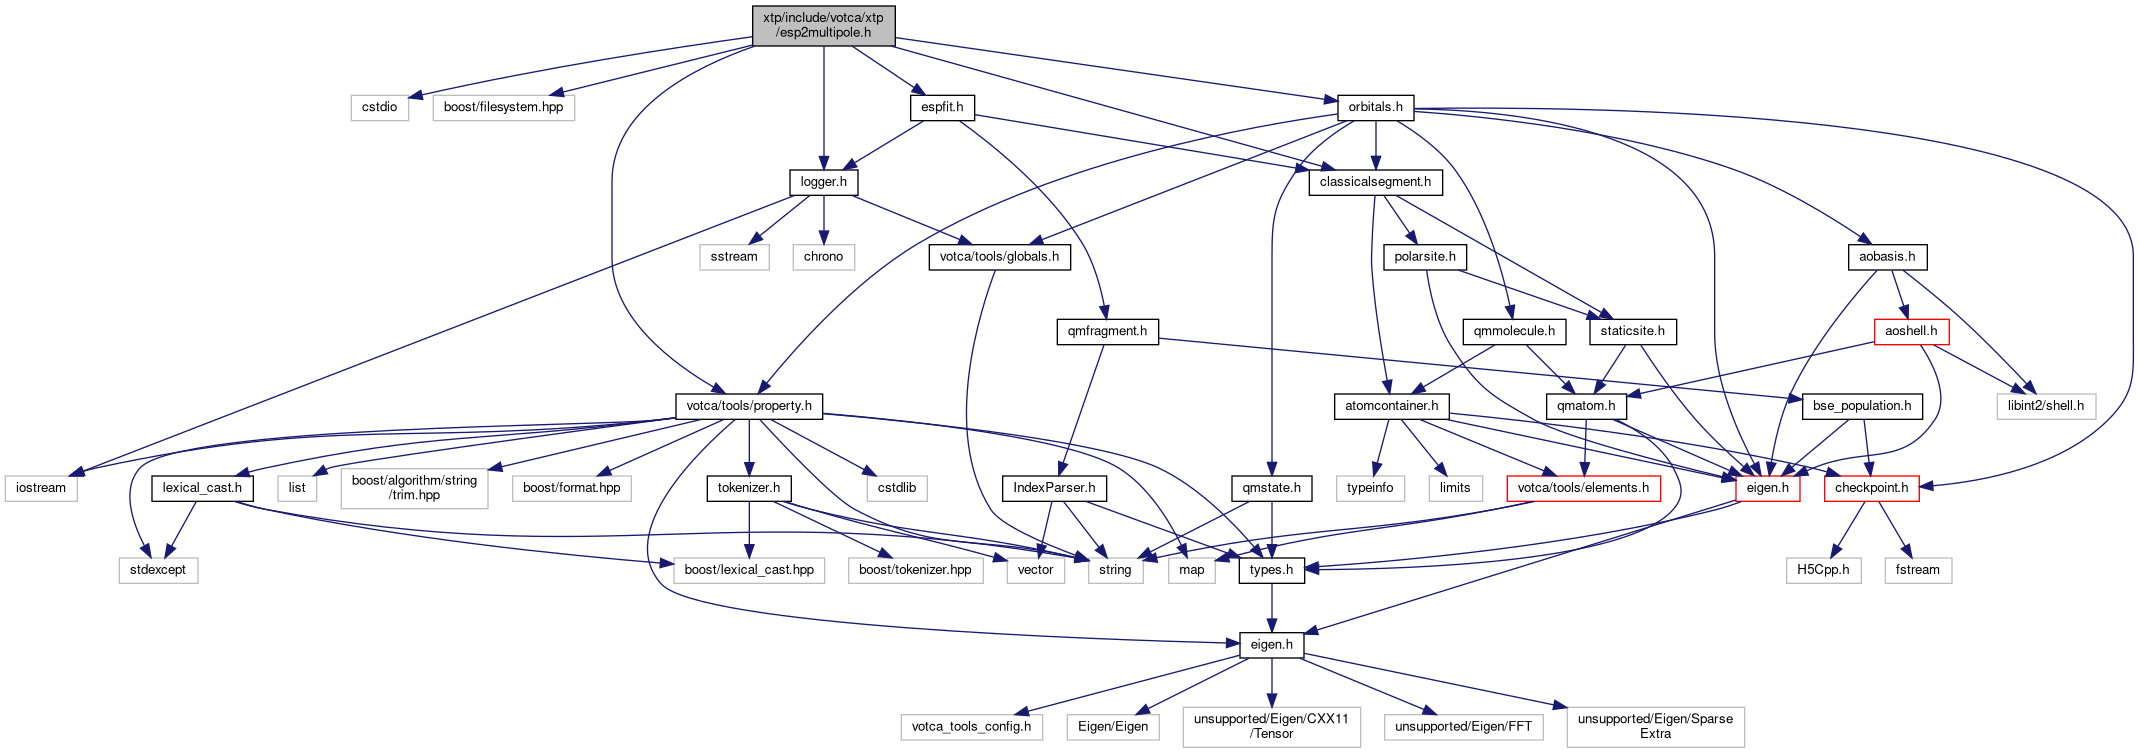 xtp/include/votca/xtp
/esp2multipole.h
cstdio
boost/filesystem.hpp
espfit.h
orbitals.h
logger.h
classicalsegment.h
sstream
chrono
votca/tools/globals.h
polarsite.h
aobasis.h
qmfragment.h
qmmolecule.h
staticsite.h
aoshell.h
votca/tools/property.h
atomcontainer.h
qmatom.h
bse_population.h
libint2/shell.h
iostream
lexical_cast.h
list
boost/algorithm/string
/trim.hpp
boost/format.hpp
tokenizer.h
cstdlib
IndexParser.h
qmstate.h
typeinfo
limits
votca/tools/elements.h
eigen.h
checkpoint.h
stdexcept
boost/lexical_cast.hpp
boost/tokenizer.hpp
vector
string
map
types.h
H5Cpp.h
fstream
eigen.h
votca_tools_config.h
Eigen/Eigen
unsupported/Eigen/CXX11
/Tensor
unsupported/Eigen/FFT
unsupported/Eigen/Sparse
Extra